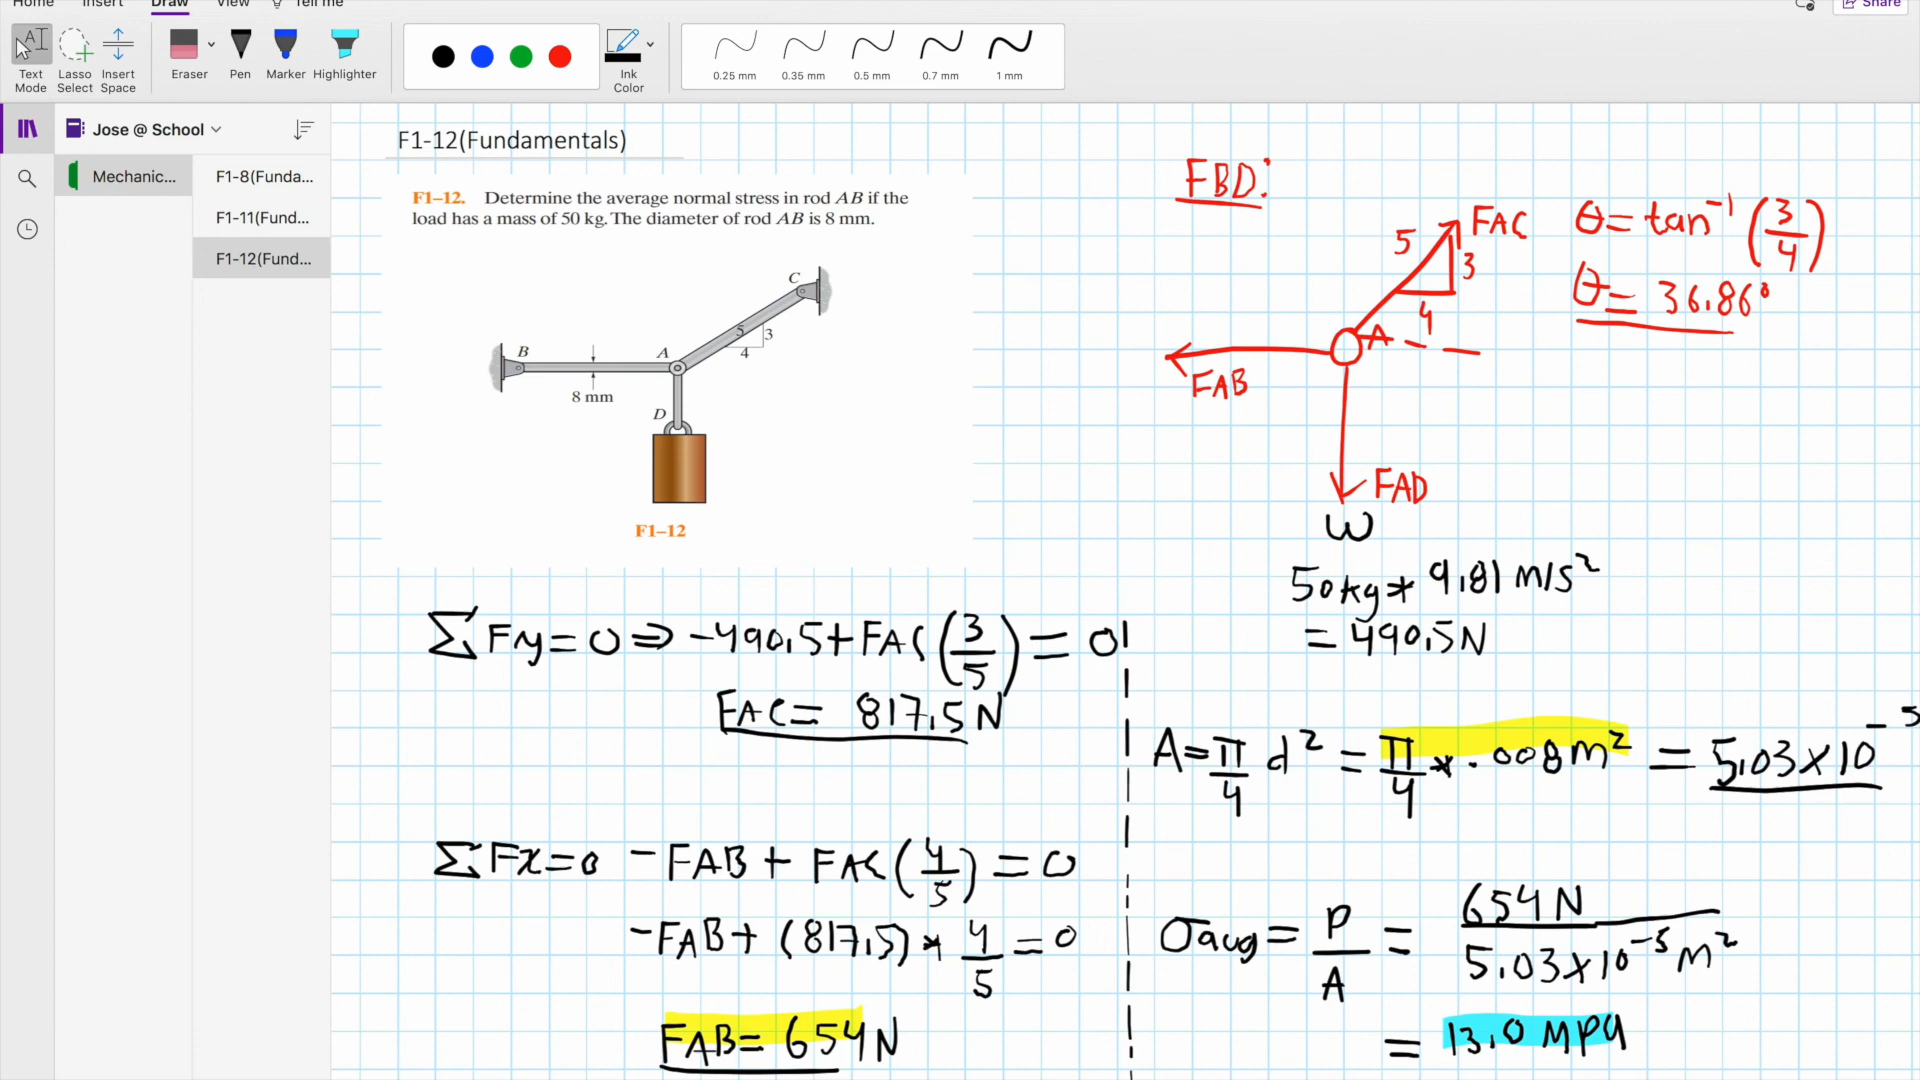 Home Insert Draw View Tell me Share
Text Mode
Lasso Select
Insert Space
Eraser
Pen
Marker
Highlighter
Ink Color
0.25 mm
0.35 mm
0.5 mm
0.7 mm
1 mm
Jose @ School
Mechanic...
F1-8(Funda...
F1-11(Fund...
F1-12(Fund...
F1-12(Fundamentals)
F1–12. Determine the average normal stress in rod AB if the
load has a mass of 50 kg. The diameter of rod AB is 8 mm.
C
5
3
4
B
A
8 mm
D
F1–12
FBD:
FAC
5
3
4
A
FAB
FAD
W
θ = tan⁻¹ (3/4)
θ = 36.86°
50kg * 9.81 m/s²
= 490.5N
ΣFy=0 ⇒ -490.5+FAC(3/5) = 0
FAC= 817.5N
ΣFx=0 -FAB + FAC(4/5) = 0
-FAB + (817.5) * 4/5 = 0
FAB= 654N
A= π/4 d² = π/4 * .008m² = 5.03x10⁻⁵
σavg = P/A = 654N / 5.03x10⁻⁵ m²
= 13.0 MPa